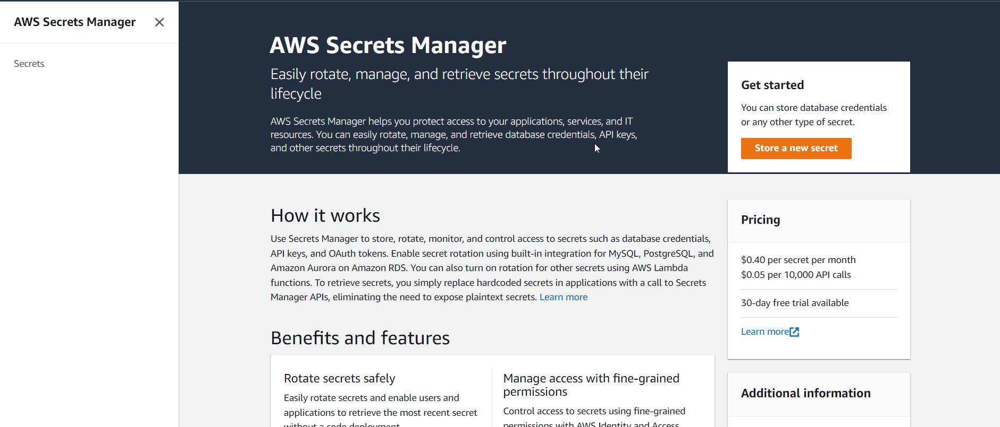 AWS Secrets Manager
Secrets
AWS Secrets Manager
Easily rotate, manage, and retrieve secrets throughout their
lifecycle
AWS Secrets Manager helps you protect access to your applications, services, and IT
resources. You can easily rotate, manage, and retrieve database credentials, API keys,
and other secrets throughout their lifecycle.
Get started
You can store database credentials
or any other type of secret.
Store a new secret
How it works
Use Secrets Manager to store, rotate, monitor, and control access to secrets such as database credentials,
API keys, and OAuth tokens. Enable secret rotation using built-in integration for MySQL, PostgreSQL, and
Amazon Aurora on Amazon RDS. You can also turn on rotation for other secrets using AWS Lambda
functions. To retrieve secrets, you simply replace hardcoded secrets in applications with a call to Secrets
Manager APIs, eliminating the need to expose plaintext secrets. Learn more
Pricing
$0.40 per secret per month
$0.05 per 10,000 API calls
30-day free trial available
Learn more
Benefits and features
Rotate secrets safely
Easily rotate secrets and enable users and
applications to retrieve the most recent secret
without a code deployment
Manage access with fine-grained
permissions
Control access to secrets using fine-grained
permissions with AWS Identity and Access
Additional information